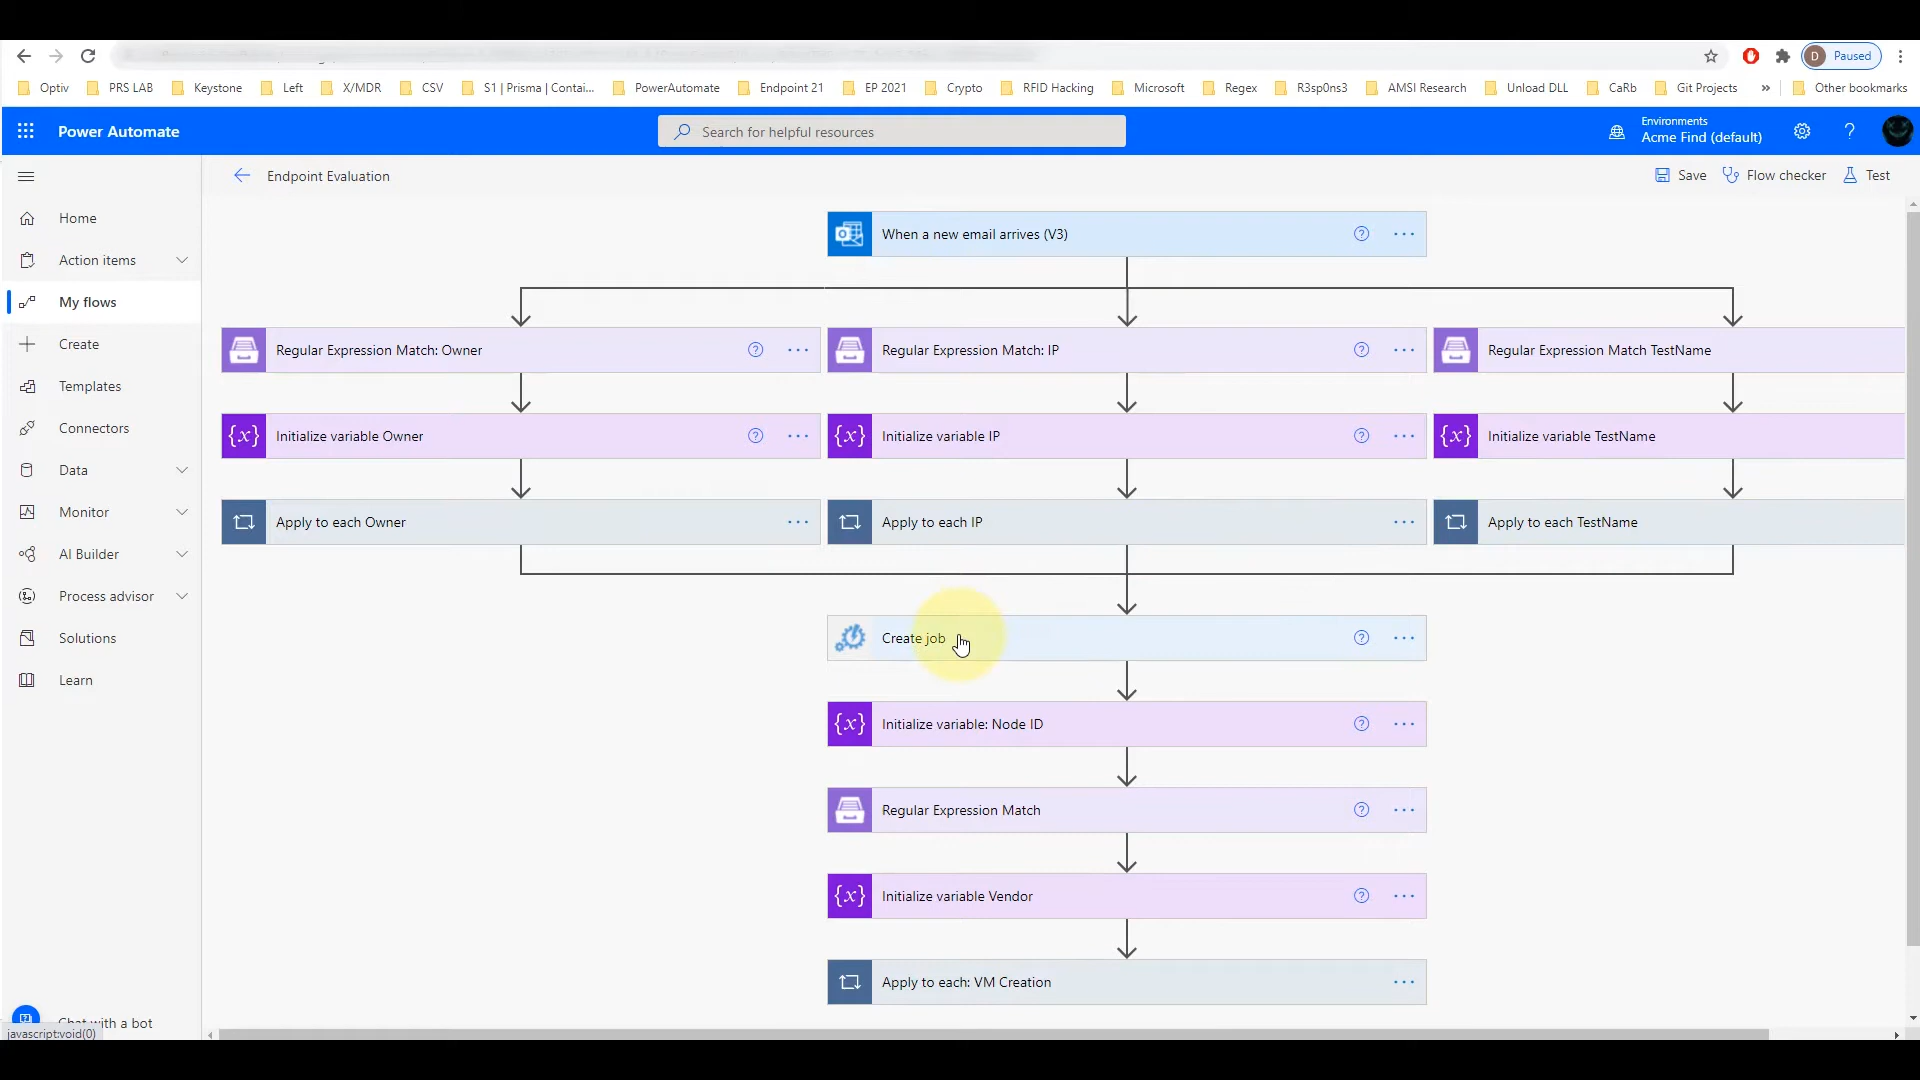 D Paused
Optiv PRS LAB Keystone Left X/MDR CSV S1 | Prisma | Contai... PowerAutomate Endpoint 21 EP 2021 Crypto RFID Hacking Microsoft Regex R3sp0ns3 AMSI Research Unload DLL CaRb Git Projects » Other bookmarks
Power Automate
Search for helpful resources
Environments
Acme Find (default)
?
Endpoint Evaluation
Save Flow checker Test
Home
Action items
My flows
Create
Templates
Connectors
Data
Monitor
AI Builder
Process advisor
Solutions
Learn
Chat with a bot
javascript:void(0)
When a new email arrives (V3)
Regular Expression Match: Owner
Regular Expression Match: IP
Regular Expression Match TestName
{x} Initialize variable Owner
{x} Initialize variable IP
{x} Initialize variable TestName
Apply to each Owner
Apply to each IP
Apply to each TestName
Create job
{x} Initialize variable: Node ID
Regular Expression Match
{x} Initialize variable Vendor
Apply to each: VM Creation